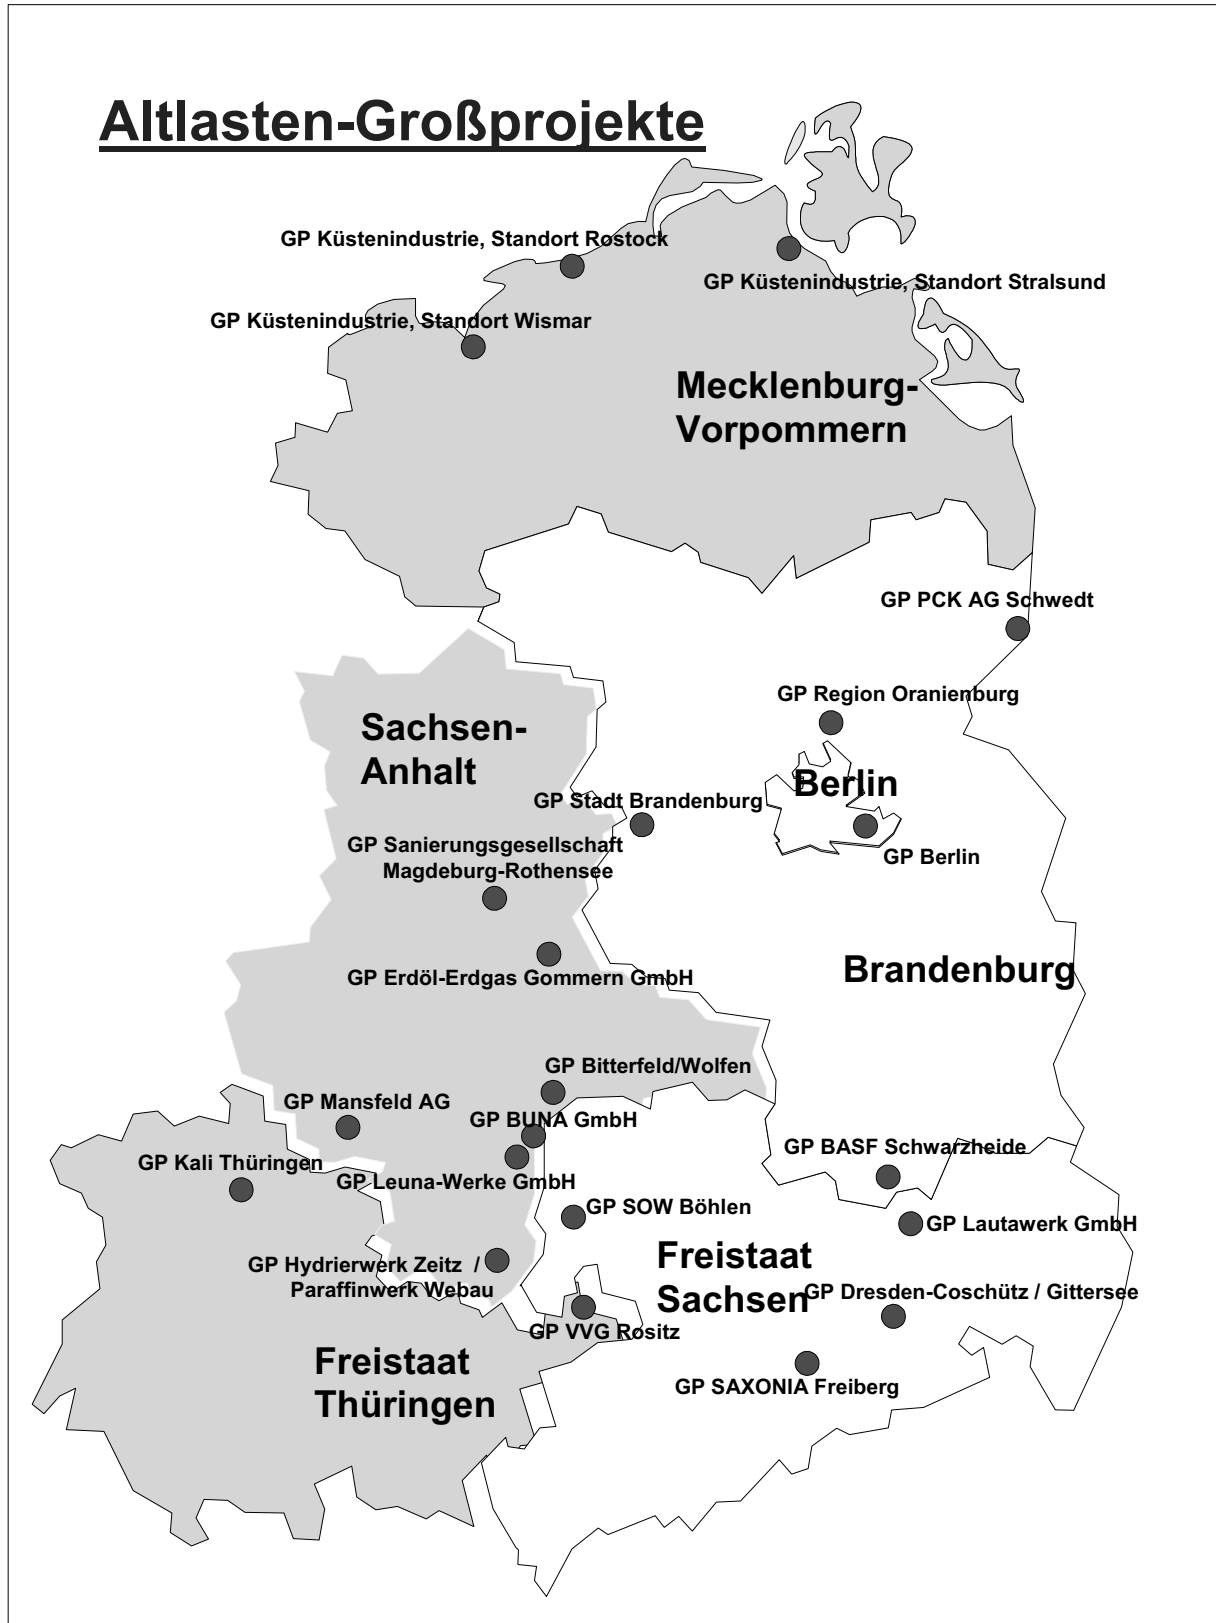 Altlasten-Großprojekte
GP Küstenindustrie, Standort Rostock
GP Küstenindustrie, Standort Stralsund
GP Küstenindustrie, Standort Wismar
Mecklenburg-
Vorpommern
GP PCK AG Schwedt
GP Region Oranienburg
Sachsen-
Anhalt
Berlin
GP Stadt Brandenburg
GP Sanierungsgesellschaft
Magdeburg-Rothensee
GP Berlin
GP Erdöl-Erdgas Gommern GmbH
Brandenburg
GP Bitterfeld/Wolfen
GP Mansfeld AG
GP BUNA GmbH
GP BASF Schwarzheide
GP Kali Thüringen
GP Leuna-Werke GmbH
GP SOW Böhlen
GP Lautawerk GmbH
Freistaat
Sachsen
GP Hydrierwerk Zeitz /
Paraffinwerk Webau
GP Dresden-Coschütz / Gittersee
GP VVG Rositz
Freistaat
Thüringen
GP SAXONIA Freiberg